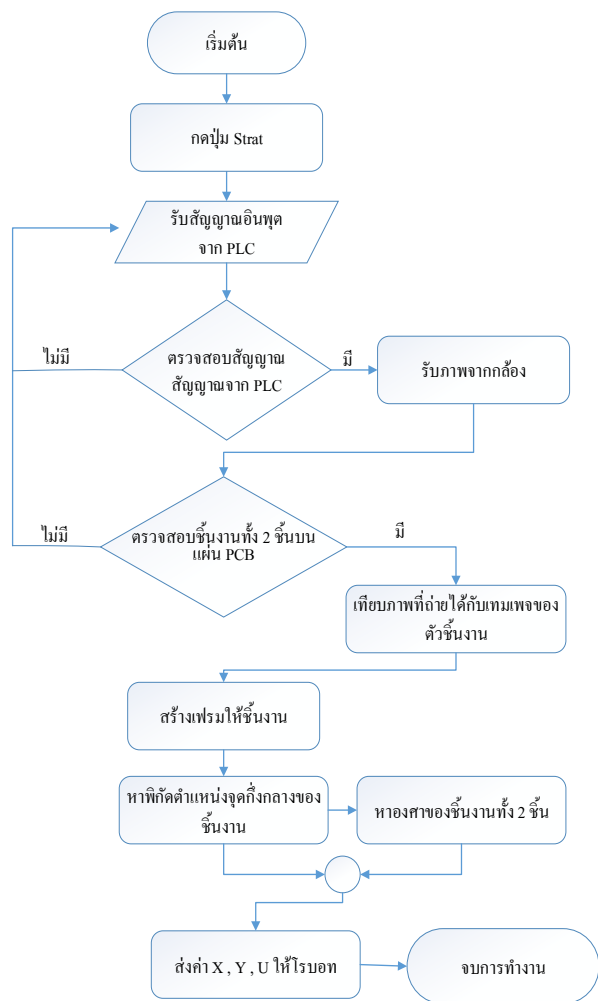 เริ่มต้น
กดปุ่ม Strat
รับสัญญาณอินพุต
จาก PLC
ไม่มี
ตรวจสอบสัญญาณ
สัญญาณจาก PLC
มี
รับภาพจากกล้อง
ไม่มี
ตรวจสอบชิ้นงานทั้ง 2 ชิ้นบน
แผ่น PCB
มี
เทียบภาพที่ถ่ายได้กับเทมเพจของ
ตัวชิ้นงาน
สร้างเฟรมให้ชิ้นงาน
หาพิกัดตำแหน่งจุดกึ่งกลางของ
ชิ้นงาน
หาองศาของชิ้นงานทั้ง 2 ชิ้น
ส่งค่า X , Y , U ให้โรบอท
จบการทำงาน